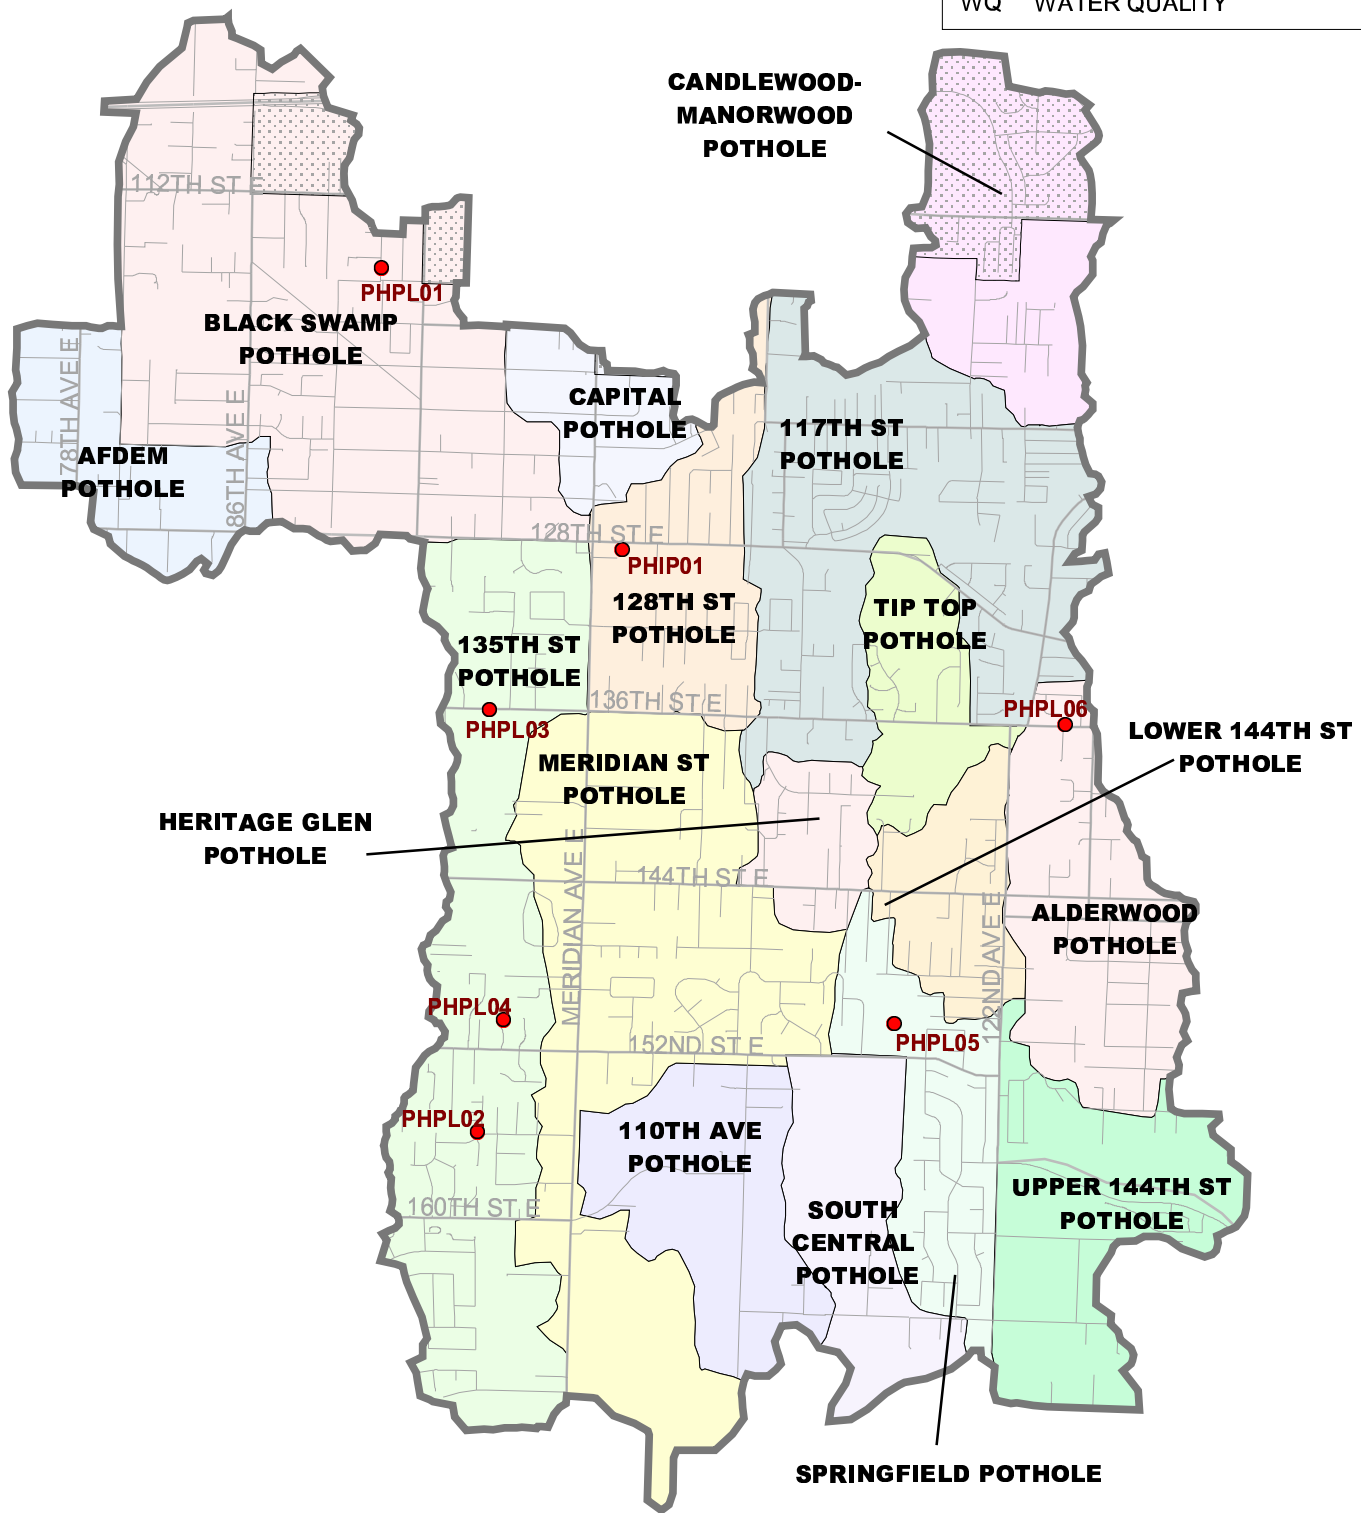 WQ WATER QUALITY
CANDLEWOOD-
MANORWOOD
POTHOLE
112TH ST E
PHPL01
BLACK SWAMP
POTHOLE
78TH AVE E
86TH AVE E
CAPITAL
POTHOLE
117TH ST
POTHOLE
AFDEM
POTHOLE
128TH ST E
PHIP01
128TH ST
POTHOLE
TIP TOP
POTHOLE
135TH ST
POTHOLE
136TH ST E
PHPL03
PHPL06
LOWER 144TH ST
POTHOLE
MERIDIAN ST
POTHOLE
HERITAGE GLEN
POTHOLE
MERIDIAN AVE E
144TH ST E
122ND AVE E
ALDERWOOD
POTHOLE
PHPL04
152ND ST E
PHPL05
PHPL02
110TH AVE
POTHOLE
160TH ST E
SOUTH
CENTRAL
POTHOLE
UPPER 144TH ST
POTHOLE
SPRINGFIELD POTHOLE